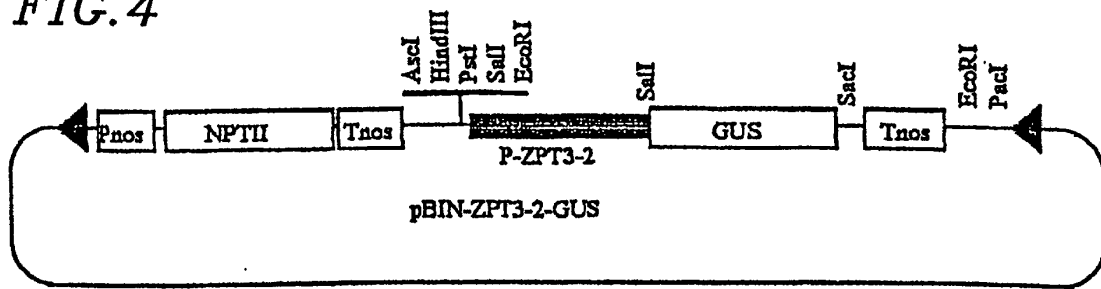 FIG. 4
AscI
HindIII
PstI
SalI
EcoRI
SalI
SacI
EcoRI
PacI
Pnos
NPTII
Tnos
GUS
Tnos
P-ZPT3-2
pBIN-ZPT3-2-GUS